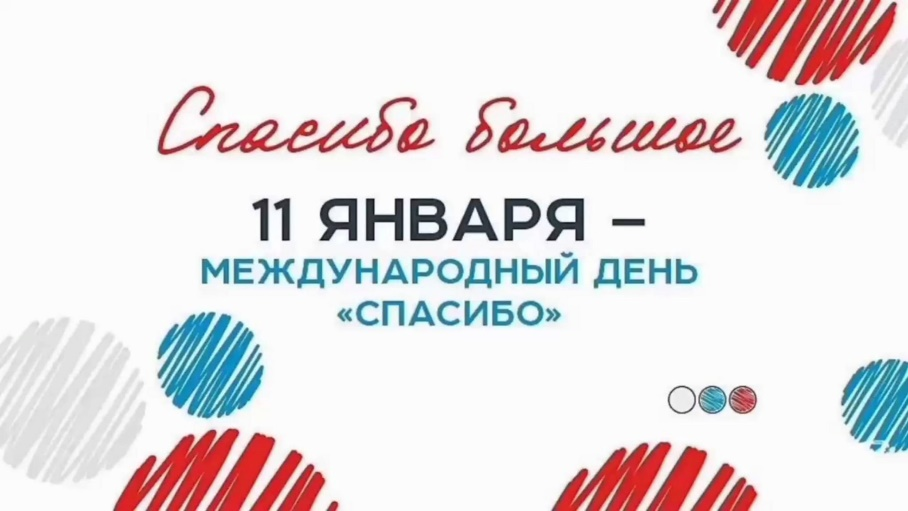 Спасибо большое
11 ЯНВАРЯ –
МЕЖДУНАРОДНЫЙ ДЕНЬ
«СПАСИБО»